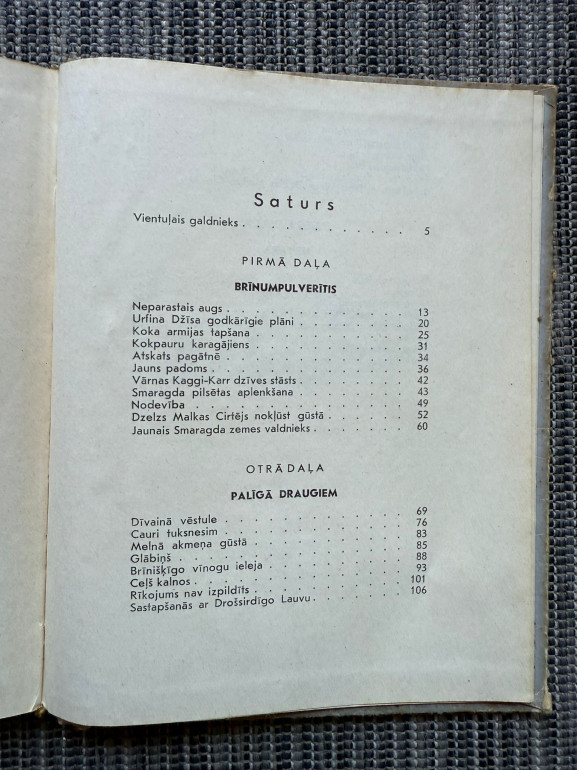 Saturs
Vientuļais galdnieks . . . . . . . . . . . . 5
PIRMĀ DAĻA
BRĪNUMPULVERĪTIS
Neparastais augs . . . . . . . . . . . . 13
Urfina Džīsa godkārīgie plāni . . . . . . . . 20
Koka armijas tapšana . . . . . . . . . . 25
Kokpauru karagājiens . . . . . . . . . . 31
Atskats pagātnē . . . . . . . . . . . . 34
Jauns padoms . . . . . . . . . . . . 36
Vārnas Kaggi-Karr dzīves stāsts . . . . . . . 42
Smaragda pilsētas aplenkšana . . . . . . . . 43
Nodevība . . . . . . . . . . . . . 49
Dzelzs Malkas Cirtējs nokļūst gūstā . . . . . . 52
Jaunais Smaragda zemes valdnieks . . . . . . 60
OTRĀ DAĻA
PALĪGĀ DRAUGIEM
Dīvainā vēstule . . . . . . . . . . . . 69
Cauri tuksnesim . . . . . . . . . . . . 76
Melnā akmeņa gūstā . . . . . . . . . . 83
Glābiņš . . . . . . . . . . . . . . 85
Brīnišķīgo vīnogu ieleja . . . . . . . . . 88
Ceļš kalnos . . . . . . . . . . . . . 93
Rīkojums nav izpildīts . . . . . . . . . . 101
Sastapšanās ar Drošsirdīgo Lauvu . . . . . . 106